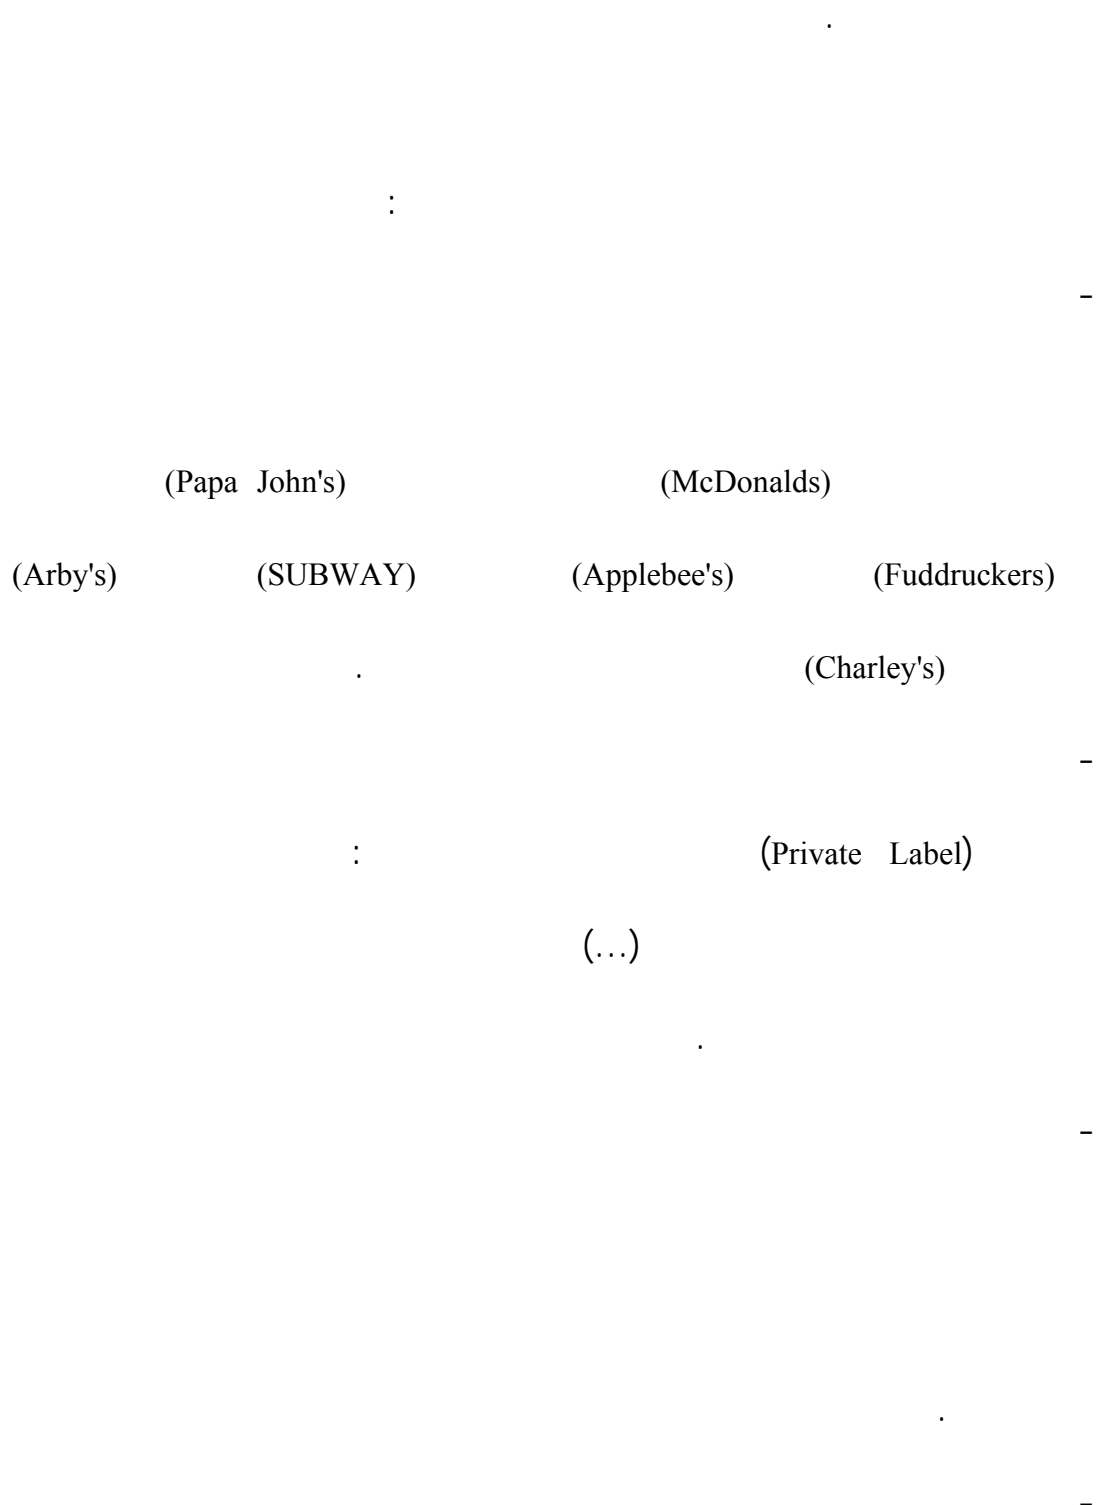 .
:
-
(McDonalds) (Papa John's)
(Fuddruckers) (Applebee's) (SUBWAY) (Arby's)
(Charley's) .
-
(Private Label) :
(...)
.
-
.
-